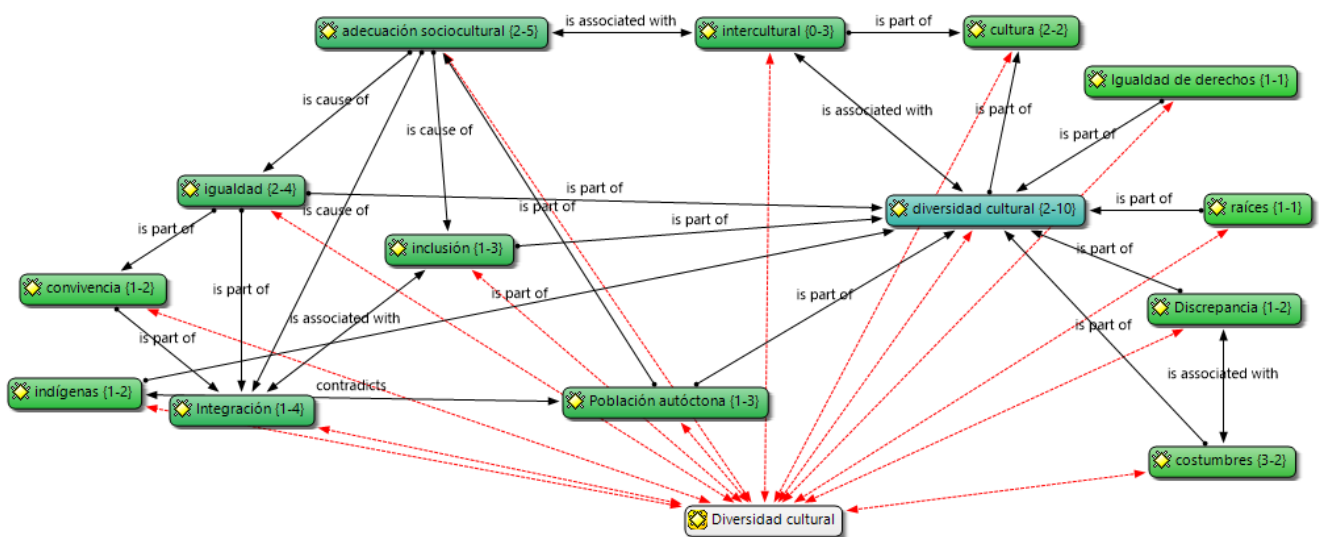 adecuación sociocultural {2-5}
is associated with
intercultural {0-3}
is part of
cultura {2-2}
Igualdad de derechos {1-1}
is cause of
is cause of
is associated with
is part of
is part of
igualdad {2-4}
is part of
is cause of
is part of
diversidad cultural {2-10}
is part of
raíces {1-1}
inclusión {1-3}
is part of
is part of
convivencia {1-2}
is part of
is part of
is part of
Discrepancia {1-2}
is part of
is associated with
is part of
is part of
is associated with
indígenas {1-2}
contradicts
Integración {1-4}
Población autóctona {1-3}
costumbres {3-2}
Diversidad cultural